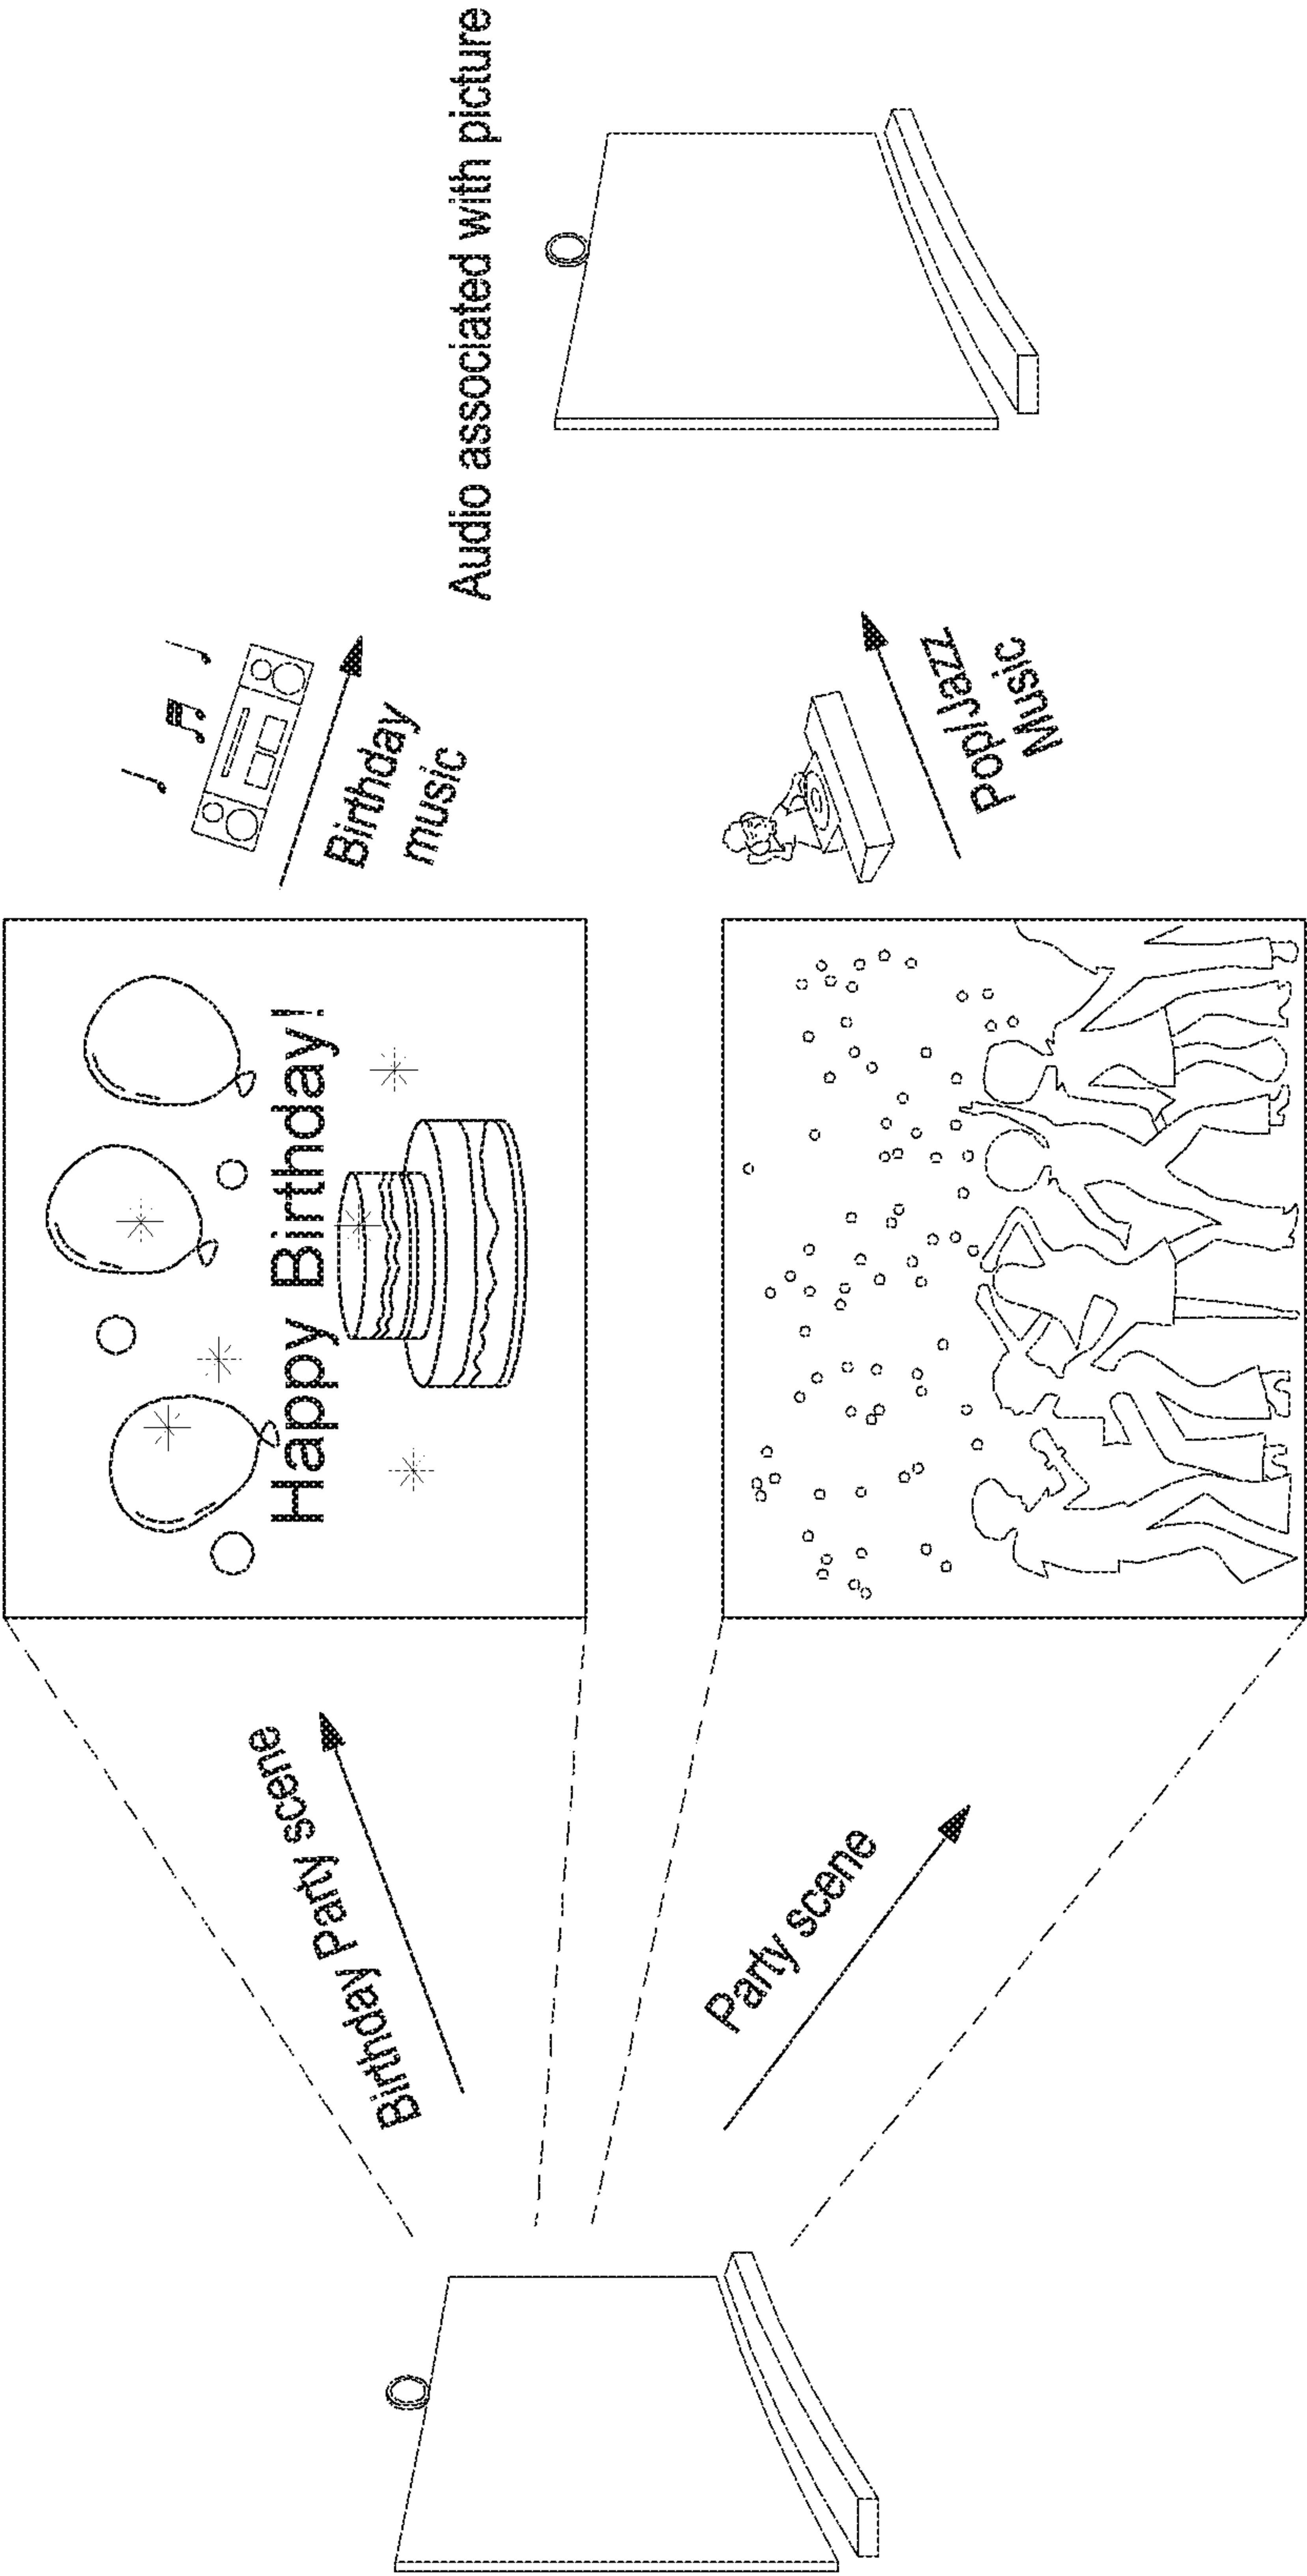 Birthday Party scene
Party scene
Happy Birthday!
Birthday
music
Pop/Jazz
Music
Audio associated with picture